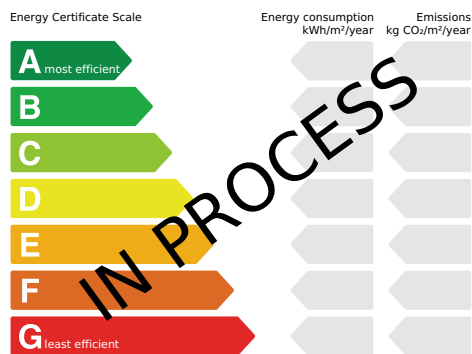 Energy Certificate Scale
Energy consumption
kWh/m²/year
Emissions
kg CO₂/m²/year
A most efficient
B
C
D
E
F
G least efficient
IN PROCESS